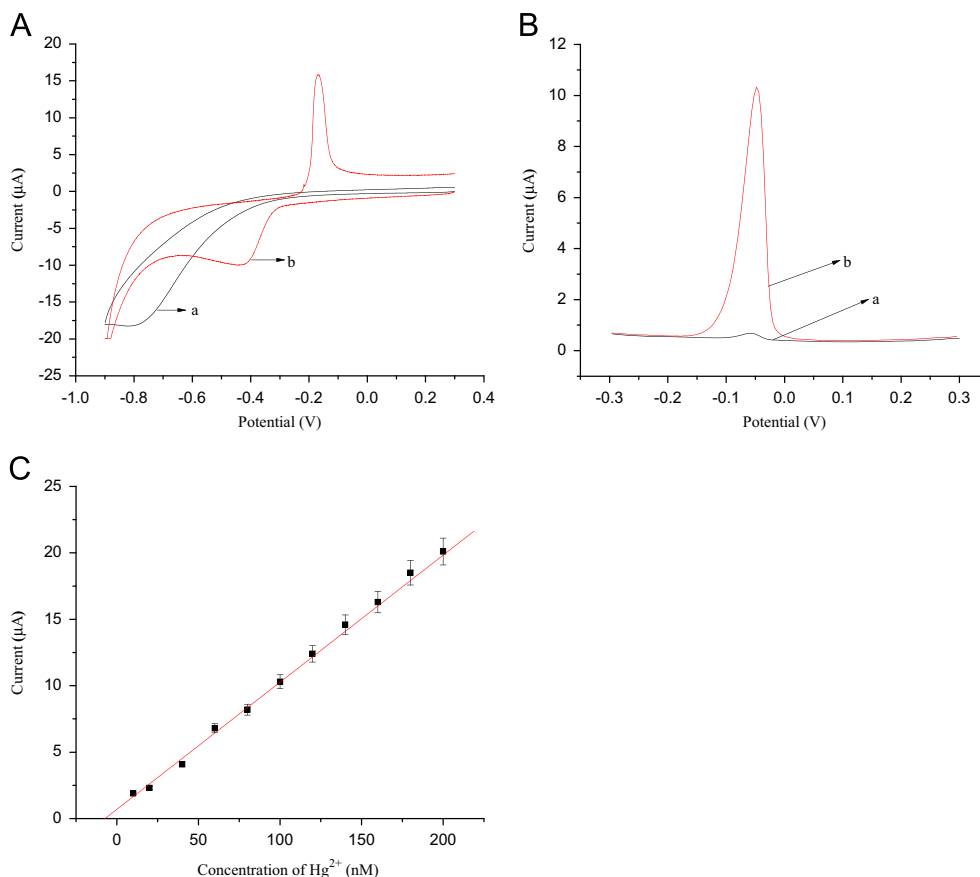 A
20
15
10
5
0
-5
-10
-15
-20
-25
Current (μA)
b
a
-1.0 -0.8 -0.6 -0.4 -0.2 0.0 0.2 0.4
Potential (V)
B
12
10
8
6
4
2
0
Current (μA)
b
a
-0.3 -0.2 -0.1 0.0 0.1 0.2 0.3
Potential (V)
C
25
20
15
10
5
0
Current (μA)
0 50 100 150 200
Concentration of Hg²⁺ (nM)